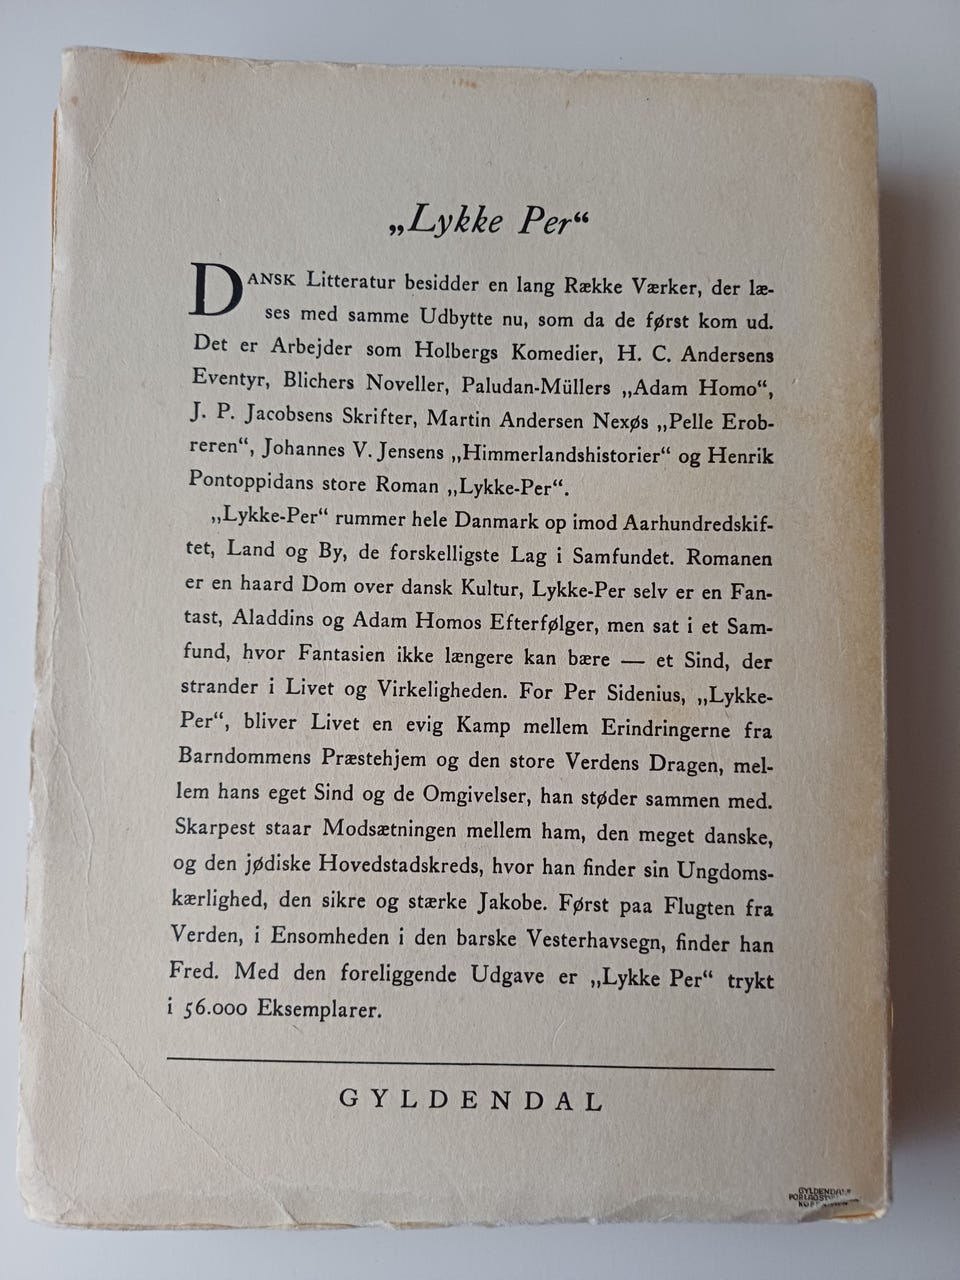 „Lykke Per“
DANSK Litteratur besidder en lang Række Værker, der læ-
ses med samme Udbytte nu, som da de først kom ud.
Det er Arbejder som Holbergs Komedier, H. C. Andersens
Eventyr, Blichers Noveller, Paludan-Müllers „Adam Homo“,
J. P. Jacobsens Skrifter, Martin Andersen Nexøs „Pelle Erob-
reren“, Johannes V. Jensens „Himmerlandshistorier“ og Henrik
Pontoppidans store Roman „Lykke-Per“.
„Lykke-Per“ rummer hele Danmark op imod Aarhundredskif-
tet, Land og By, de forskelligste Lag i Samfundet. Romanen
er en haard Dom over dansk Kultur, Lykke-Per selv er en Fan-
tast, Aladdins og Adam Homos Efterfølger, men sat i et Sam-
fund, hvor Fantasien ikke længere kan bære — et Sind, der
strander i Livet og Virkeligheden. For Per Sidenius, „Lykke-
Per“, bliver Livet en evig Kamp mellem Erindringerne fra
Barndommens Præstehjem og den store Verdens Dragen, mel-
lem hans eget Sind og de Omgivelser, han støder sammen med.
Skarpest staar Modsætningen mellem ham, den meget danske,
og den jødiske Hovedstadskreds, hvor han finder sin Ungdoms-
kærlighed, den sikre og stærke Jakobe. Først paa Flugten fra
Verden, i Ensomheden i den barske Vesterhavsegn, finder han
Fred. Med den foreliggende Udgave er „Lykke Per“ trykt
i 56.000 Eksemplarer.
GYLDENDAL